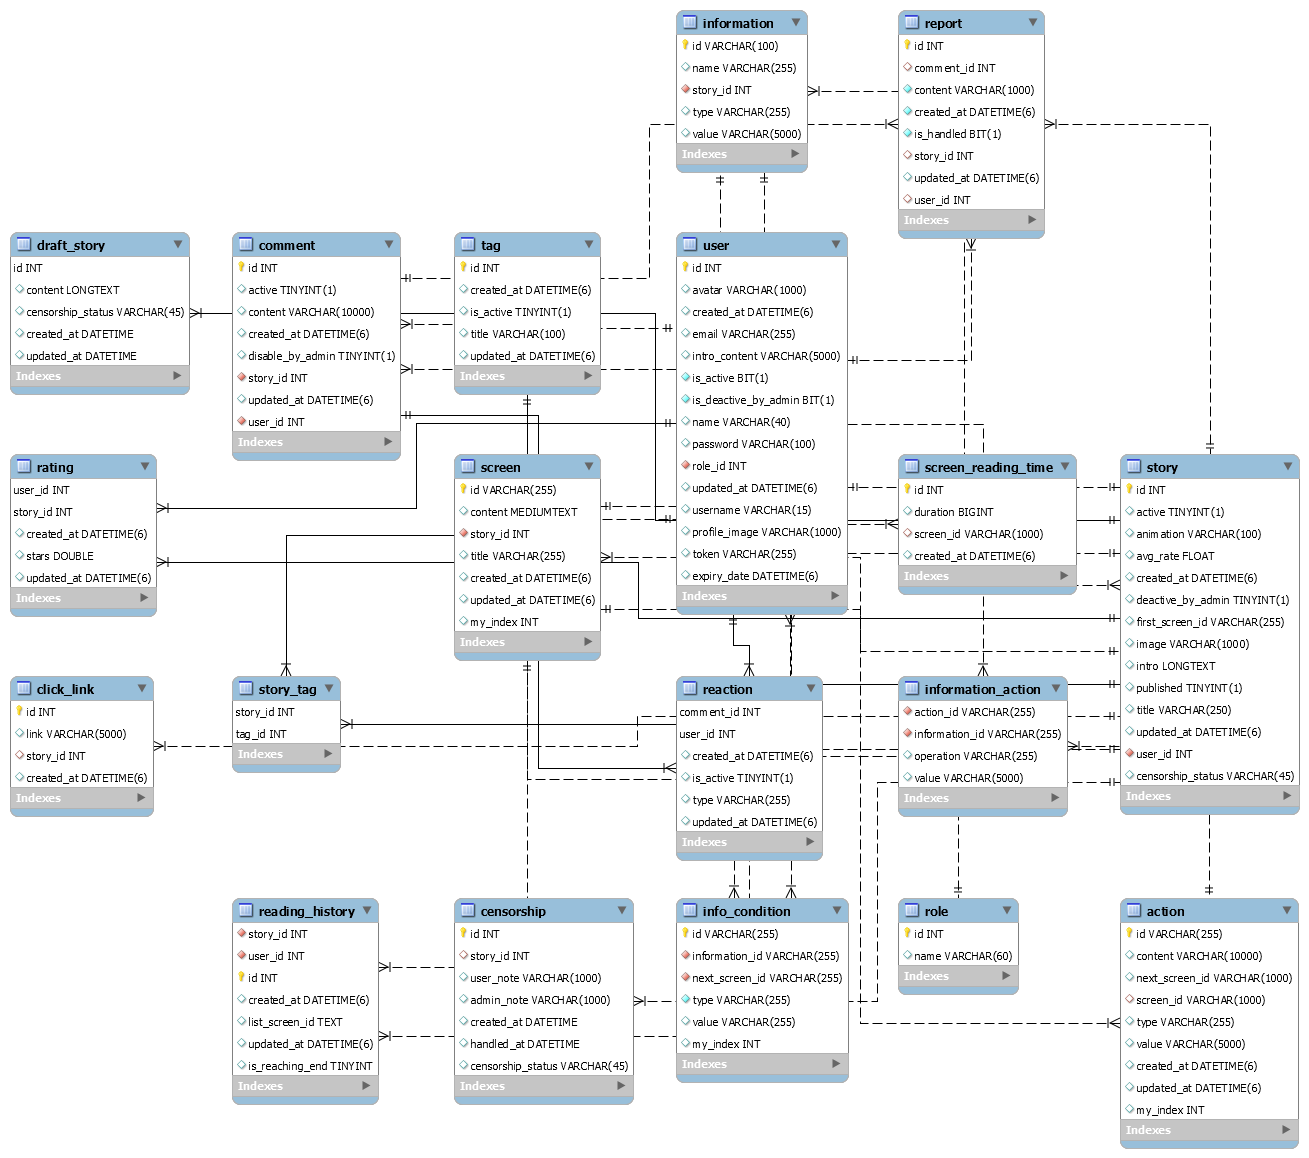 information
id VARCHAR(100)
name VARCHAR(255)
story_id INT
type VARCHAR(255)
value VARCHAR(5000)
Indexes
report
id INT
comment_id INT
content VARCHAR(1000)
created_at DATETIME(6)
is_handled BIT(1)
story_id INT
updated_at DATETIME(6)
user_id INT
Indexes
draft_story
id INT
content LONGTEXT
censorship_status VARCHAR(45)
created_at DATETIME
updated_at DATETIME
Indexes
comment
id INT
active TINYINT(1)
content VARCHAR(10000)
created_at DATETIME(6)
disable_by_admin TINYINT(1)
story_id INT
updated_at DATETIME(6)
user_id INT
Indexes
tag
id INT
created_at DATETIME(6)
is_active TINYINT(1)
title VARCHAR(100)
updated_at DATETIME(6)
Indexes
user
id INT
avatar VARCHAR(1000)
created_at DATETIME(6)
email VARCHAR(255)
intro_content VARCHAR(5000)
is_active BIT(1)
is_deactive_by_admin BIT(1)
name VARCHAR(40)
password VARCHAR(100)
role_id INT
updated_at DATETIME(6)
username VARCHAR(15)
profile_image VARCHAR(1000)
token VARCHAR(255)
expiry_date DATETIME(6)
Indexes
rating
user_id INT
story_id INT
created_at DATETIME(6)
stars DOUBLE
updated_at DATETIME(6)
Indexes
screen
id VARCHAR(255)
content MEDIUMTEXT
story_id INT
title VARCHAR(255)
created_at DATETIME(6)
updated_at DATETIME(6)
my_index INT
Indexes
screen_reading_time
id INT
duration BIGINT
screen_id VARCHAR(1000)
created_at DATETIME(6)
Indexes
story
id INT
active TINYINT(1)
animation VARCHAR(100)
avg_rate FLOAT
created_at DATETIME(6)
deactive_by_admin TINYINT(1)
first_screen_id VARCHAR(255)
image VARCHAR(1000)
intro LONGTEXT
published TINYINT(1)
title VARCHAR(250)
updated_at DATETIME(6)
user_id INT
censorship_status VARCHAR(45)
Indexes
click_link
id INT
link VARCHAR(5000)
story_id INT
created_at DATETIME(6)
Indexes
story_tag
story_id INT
tag_id INT
Indexes
reaction
comment_id INT
user_id INT
created_at DATETIME(6)
is_active TINYINT(1)
type VARCHAR(255)
updated_at DATETIME(6)
Indexes
information_action
action_id VARCHAR(255)
information_id VARCHAR(255)
operation VARCHAR(255)
value VARCHAR(5000)
Indexes
reading_history
story_id INT
user_id INT
id INT
created_at DATETIME(6)
list_screen_id TEXT
updated_at DATETIME(6)
is_reaching_end TINYINT
Indexes
censorship
id INT
story_id INT
user_note VARCHAR(1000)
admin_note VARCHAR(1000)
created_at DATETIME
handled_at DATETIME
censorship_status VARCHAR(45)
Indexes
info_condition
id VARCHAR(255)
information_id VARCHAR(255)
next_screen_id VARCHAR(255)
type VARCHAR(255)
value VARCHAR(255)
my_index INT
Indexes
role
id INT
name VARCHAR(60)
Indexes
action
id VARCHAR(255)
content VARCHAR(10000)
next_screen_id VARCHAR(1000)
screen_id VARCHAR(1000)
type VARCHAR(255)
value VARCHAR(5000)
created_at DATETIME(6)
updated_at DATETIME(6)
my_index INT
Indexes